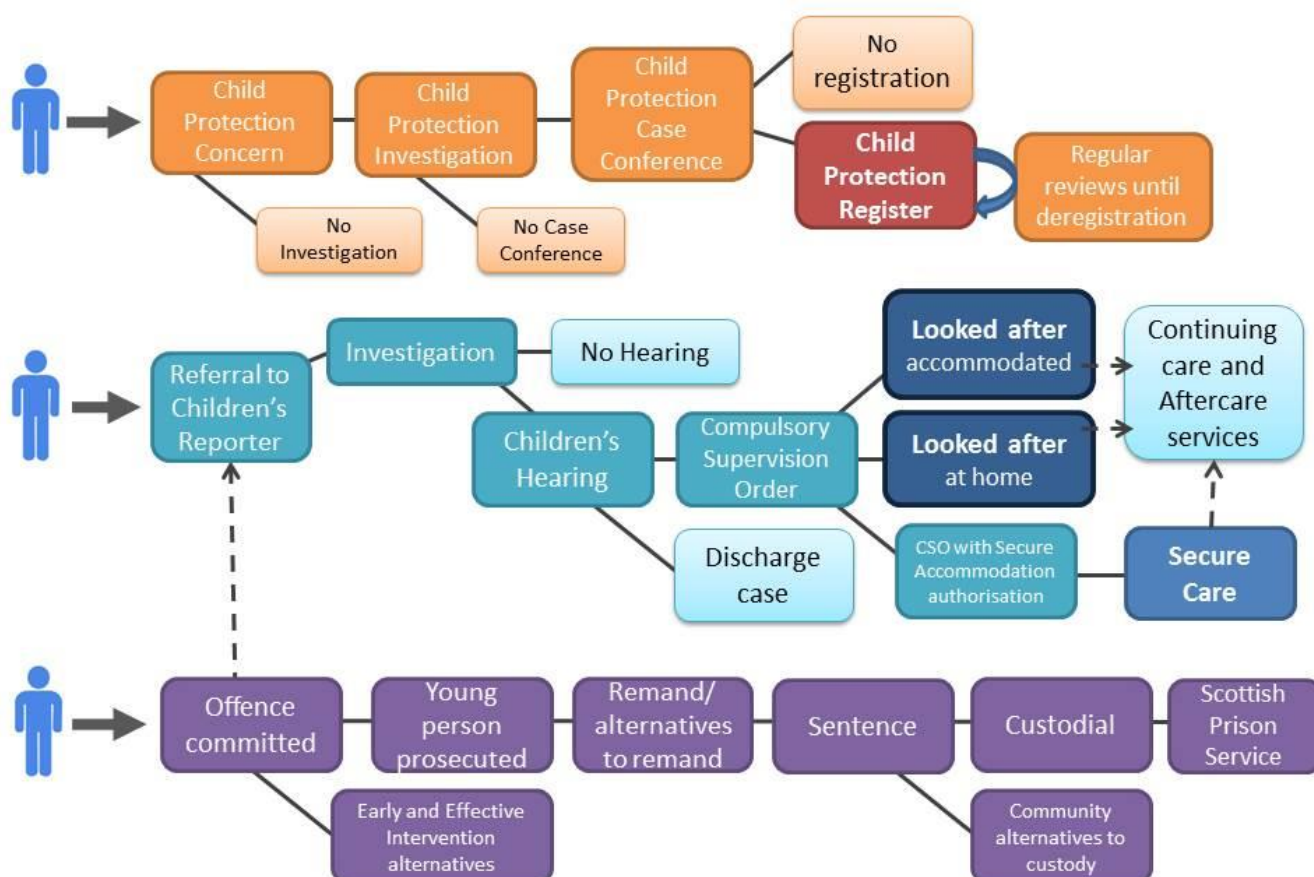 Child
Protection
Concern
Child
Protection
Investigation
Child
Protection
Case
Conference
No
registration
Child
Protection
Register
Regular
reviews until
deregistration
No
Investigation
No Case
Conference
Referral to
Children's
Reporter
Investigation
No Hearing
Children's
Hearing
Compulsory
Supervision
Order
Discharge
case
Looked after
accommodated
Looked after
at home
CSO with Secure
Accommodation
authorisation
Secure
Care
Continuing
care and
Aftercare
services
Offence
committed
Young
person
prosecuted
Remand/
alternatives
to remand
Sentence
Custodial
Scottish
Prison
Service
Early and Effective
Intervention
alternatives
Community
alternatives to
custody